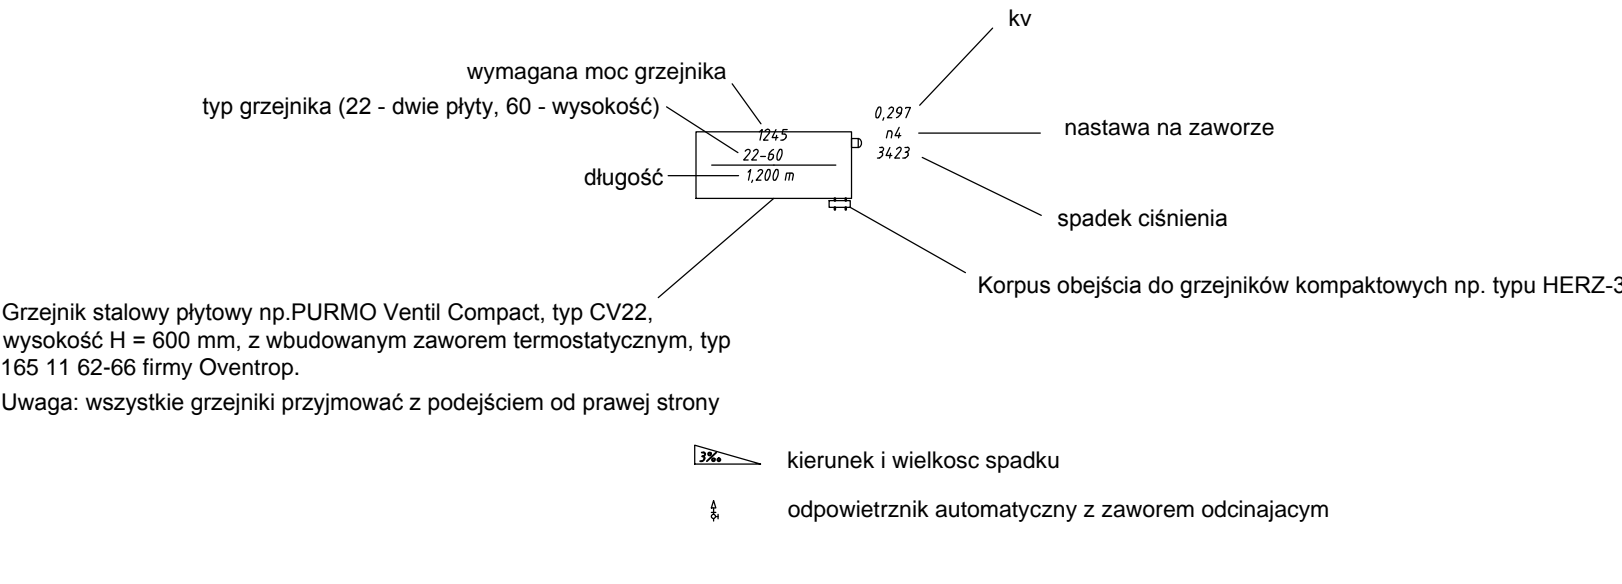 kv
wymagana moc grzejnika
typ grzejnika (22 - dwie płyty, 60 - wysokość)
0,297
1245
n4
nastawa na zaworze
22-60
3423
długość
1,200 m
spadek ciśnienia
Korpus obejścia do grzejników kompaktowych np. typu HERZ-3
Grzejnik stalowy płytowy np.PURMO Ventil Compact, typ CV22,
wysokość H = 600 mm, z wbudowanym zaworem termostatycznym, typ
165 11 62-66 firmy Oventrop.
Uwaga: wszystkie grzejniki przyjmować z podejściem od prawej strony
3‰ kierunek i wielkosc spadku
odpowietrznik automatyczny z zaworem odcinajacym